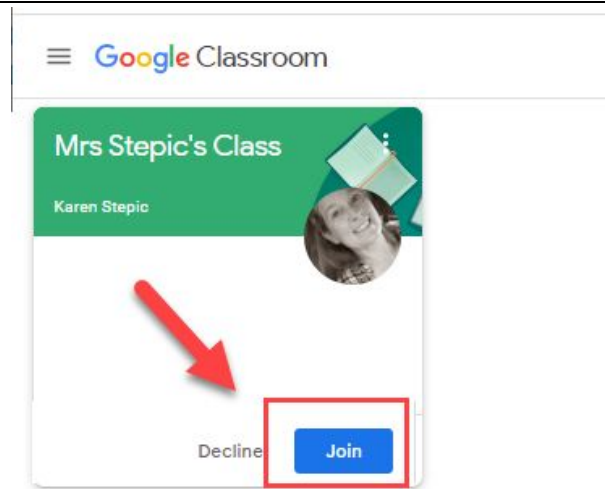 Google Classroom
Mrs Stepic's Class
Karen Stepic
Decline
Join